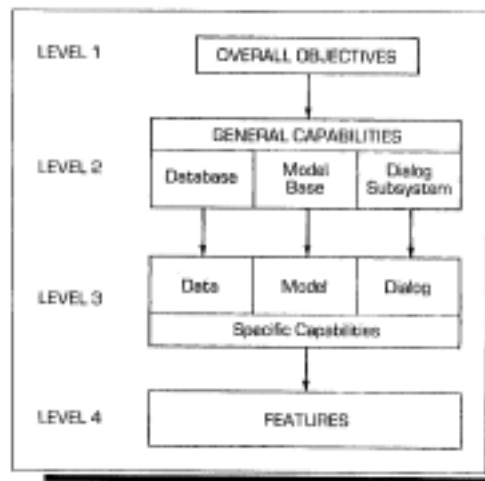 LEVEL 1
OVERALL OBJECTIVES
GENERAL CAPABILITIES
LEVEL 2
Database
Model Base
Dialog Subsystem
LEVEL 3
Data
Model
Dialog
Specific Capabilities
LEVEL 4
FEATURES